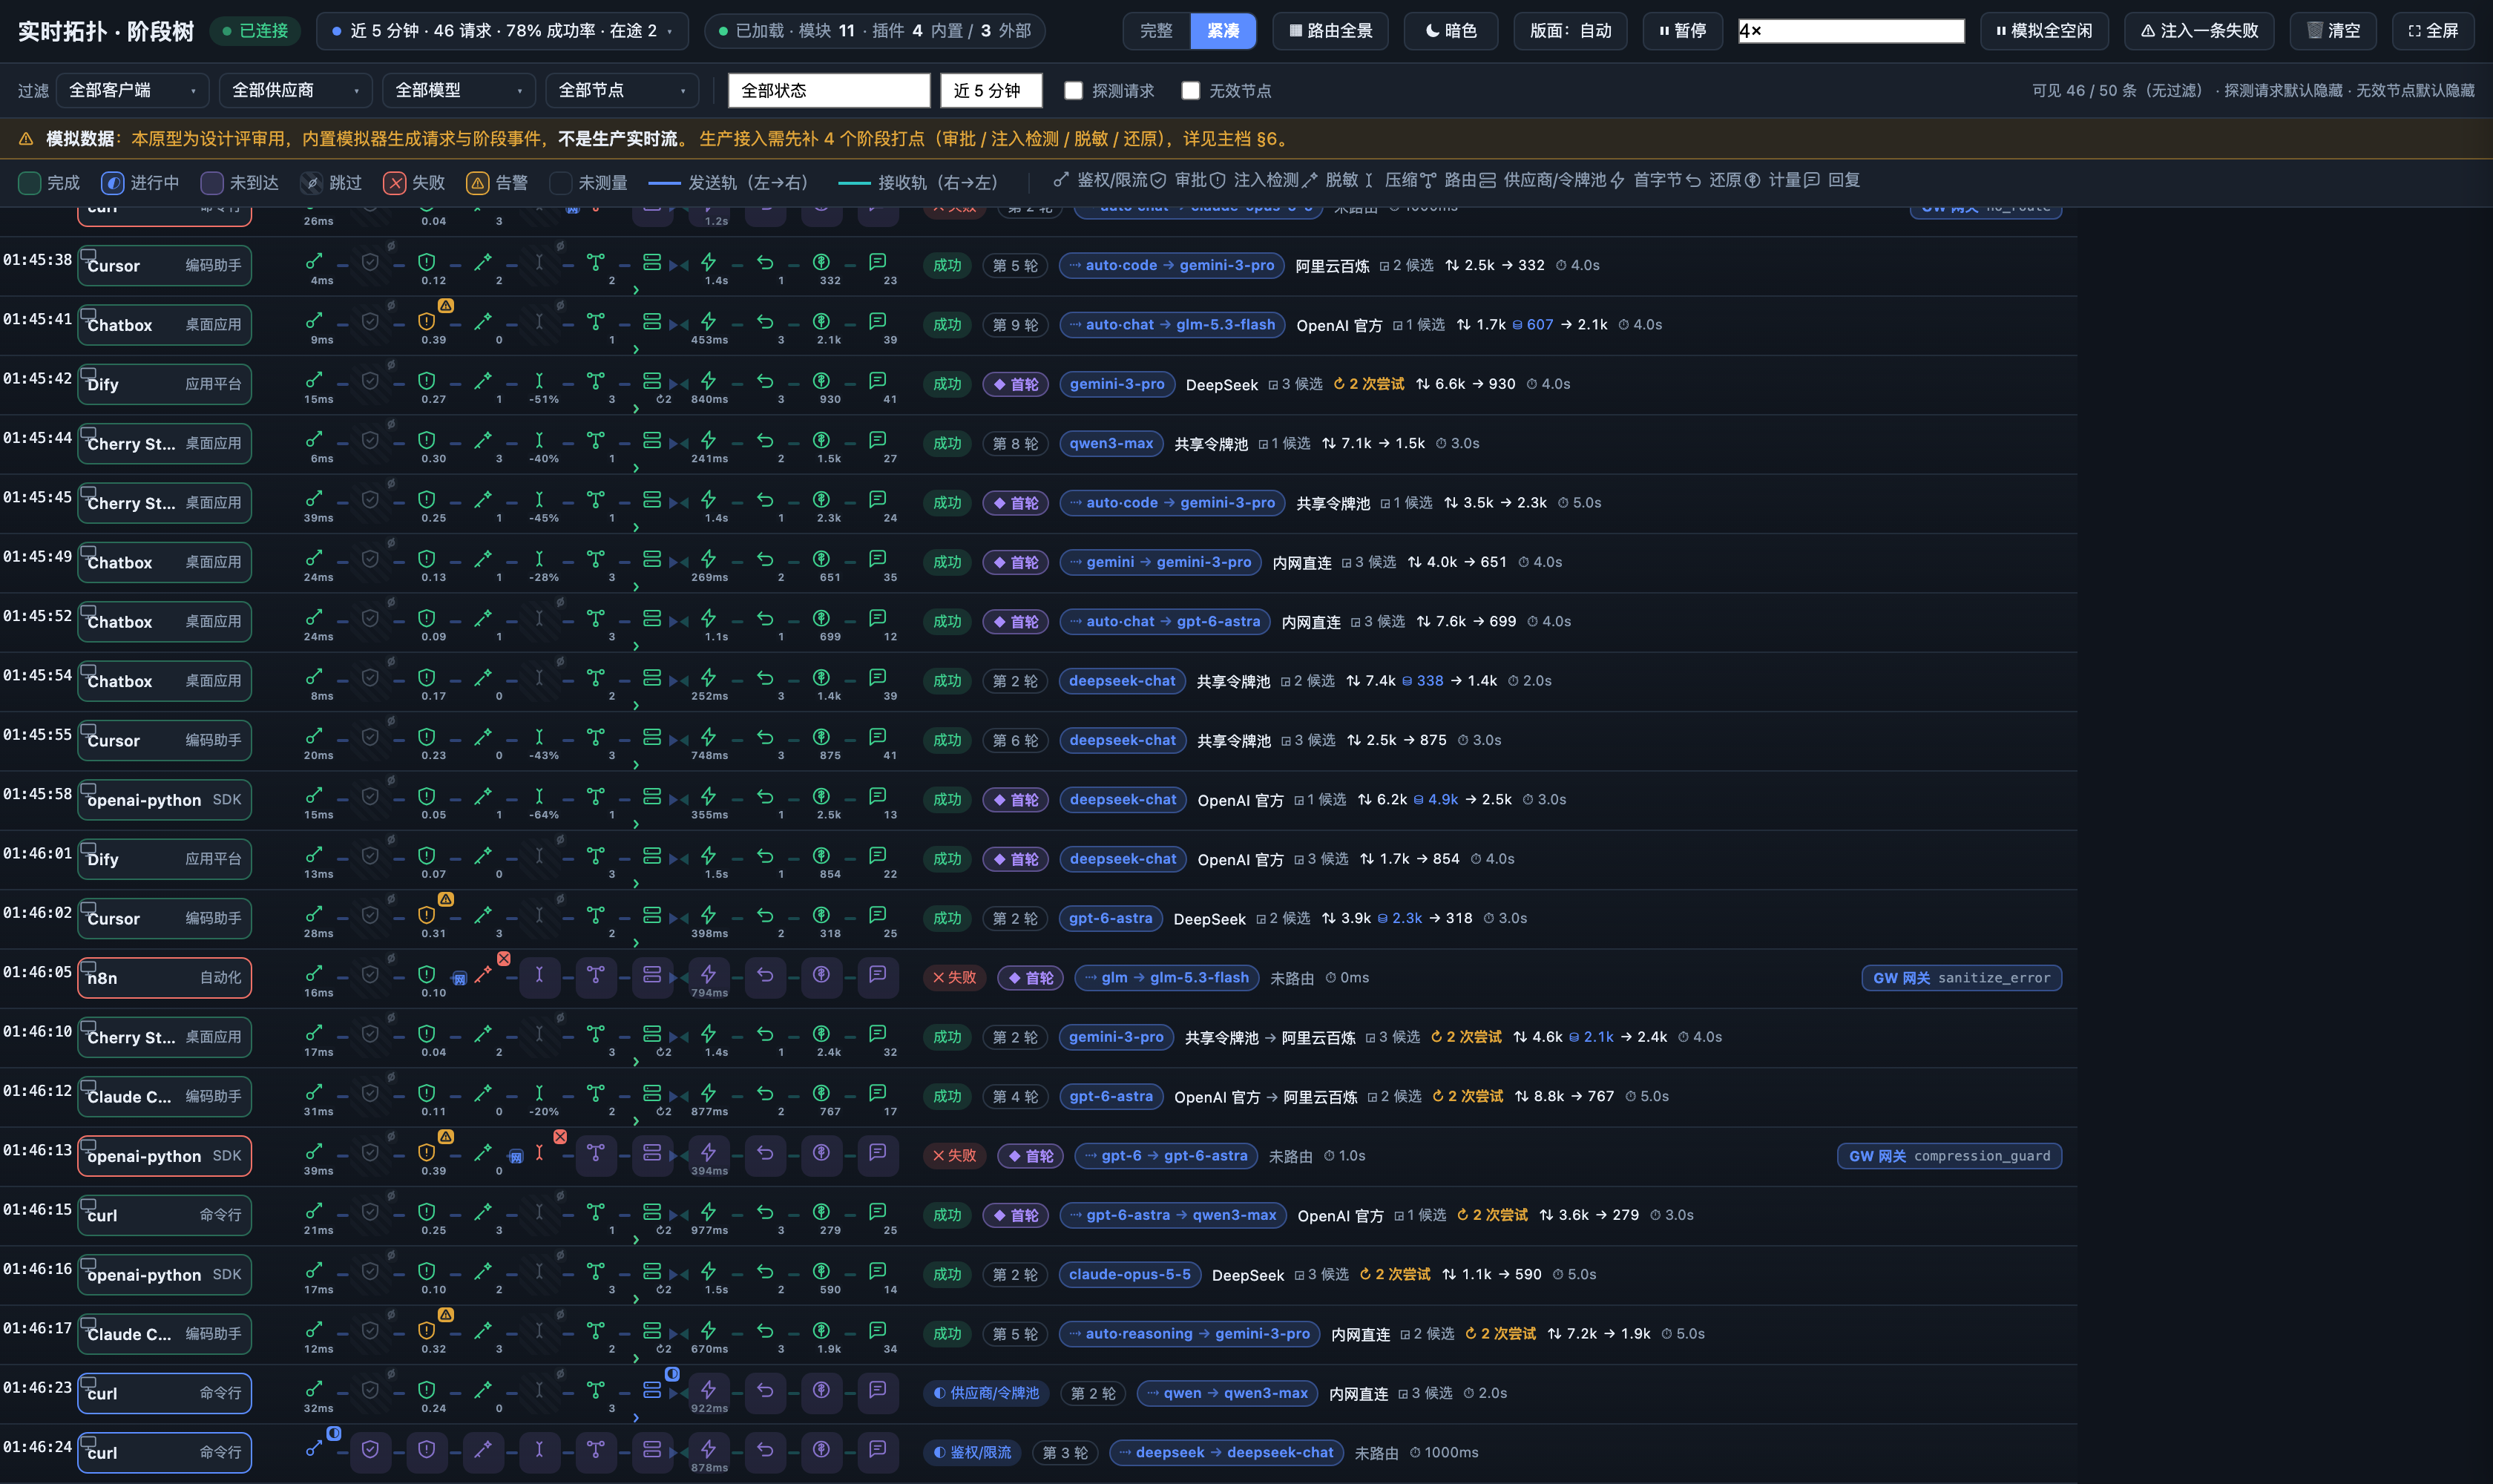 实时拓扑 · 阶段树 已连接 近 5 分钟 · 46 请求 · 78% 成功率 · 在途 2 已加载 · 模块 11 · 插件 4 内置 / 3 外部 完整 紧凑 路由全景 暗色 版面：自动 暂停 4× 模拟全空闲 注入一条失败 清空 全屏
过滤 全部客户端 全部供应商 全部模型 全部节点 全部状态 近 5 分钟 探测请求 无效节点 可见 46 / 50 条（无过滤） · 探测请求默认隐藏 · 无效节点默认隐藏
模拟数据：本原型为设计评审用，内置模拟器生成请求与阶段事件，不是生产实时流。 生产接入需先补 4 个阶段打点（审批 / 注入检测 / 脱敏 / 还原），详见主档 §6。
完成 进行中 未到达 跳过 失败 告警 未测量 发送轨（左→右） 接收轨（右→左） 鉴权/限流 审批 注入检测 脱敏 压缩 路由 供应商/令牌池 首字节 还原 计量 回复
26ms 0.04 3 1.2s
01:45:38 Cursor 编码助手 4ms 0.12 2 2 1.4s 1 332 23 成功 第 5 轮 auto·code → gemini-3-pro 阿里云百炼 2 候选 2.5k → 332 4.0s
01:45:41 Chatbox 桌面应用 9ms 0.39 0 1 453ms 3 2.1k 39 成功 第 9 轮 auto·chat → glm-5.3-flash OpenAI 官方 1 候选 1.7k 607 → 2.1k 4.0s
01:45:42 Dify 应用平台 15ms 0.27 1 -51% 3 2 840ms 3 930 41 成功 首轮 gemini-3-pro DeepSeek 3 候选 2 次尝试 6.6k → 930 4.0s
01:45:44 Cherry St... 桌面应用 6ms 0.30 3 -40% 1 241ms 2 1.5k 27 成功 第 8 轮 qwen3-max 共享令牌池 1 候选 7.1k → 1.5k 3.0s
01:45:45 Cherry St... 桌面应用 39ms 0.25 1 -45% 1 1.4s 1 2.3k 24 成功 首轮 auto·code → gemini-3-pro 共享令牌池 1 候选 3.5k → 2.3k 5.0s
01:45:49 Chatbox 桌面应用 24ms 0.13 1 -28% 3 269ms 2 651 35 成功 首轮 gemini → gemini-3-pro 内网直连 3 候选 4.0k → 651 4.0s
01:45:52 Chatbox 桌面应用 24ms 0.09 1 3 1.1s 1 699 12 成功 首轮 auto·chat → gpt-6-astra 内网直连 3 候选 7.6k → 699 4.0s
01:45:54 Chatbox 桌面应用 8ms 0.17 0 2 252ms 3 1.4k 39 成功 第 2 轮 deepseek-chat 共享令牌池 2 候选 7.4k 338 → 1.4k 2.0s
01:45:55 Cursor 编码助手 20ms 0.23 0 -43% 3 748ms 3 875 41 成功 第 6 轮 deepseek-chat 共享令牌池 3 候选 2.5k → 875 3.0s
01:45:58 openai-python SDK 15ms 0.05 1 -64% 1 355ms 1 2.5k 13 成功 首轮 deepseek-chat OpenAI 官方 1 候选 6.2k 4.9k → 2.5k 3.0s
01:46:01 Dify 应用平台 13ms 0.07 0 3 1.5s 1 854 22 成功 首轮 deepseek-chat OpenAI 官方 3 候选 1.7k → 854 4.0s
01:46:02 Cursor 编码助手 28ms 0.31 3 2 398ms 2 318 25 成功 第 2 轮 gpt-6-astra DeepSeek 2 候选 3.9k 2.3k → 318 3.0s
01:46:05 n8n 自动化 16ms 0.10 网 794ms 失败 首轮 glm → glm-5.3-flash 未路由 0ms GW 网关 sanitize_error
01:46:10 Cherry St... 桌面应用 17ms 0.04 2 3 2 1.4s 1 2.4k 32 成功 第 2 轮 gemini-3-pro 共享令牌池 → 阿里云百炼 3 候选 2 次尝试 4.6k 2.1k → 2.4k 4.0s
01:46:12 Claude C... 编码助手 31ms 0.11 0 -20% 2 2 877ms 2 767 17 成功 第 4 轮 gpt-6-astra OpenAI 官方 → 阿里云百炼 2 候选 2 次尝试 8.8k → 767 5.0s
01:46:13 openai-python SDK 39ms 0.39 0 网 394ms 失败 首轮 gpt-6 → gpt-6-astra 未路由 1.0s GW 网关 compression_guard
01:46:15 curl 命令行 21ms 0.25 3 1 2 977ms 3 279 25 成功 首轮 gpt-6-astra → qwen3-max OpenAI 官方 1 候选 2 次尝试 3.6k → 279 3.0s
01:46:16 openai-python SDK 17ms 0.10 2 3 2 1.5s 2 590 14 成功 第 2 轮 claude-opus-5-5 DeepSeek 3 候选 2 次尝试 1.1k → 590 5.0s
01:46:17 Claude C... 编码助手 12ms 0.32 3 2 2 670ms 3 1.9k 34 成功 第 5 轮 auto·reasoning → gemini-3-pro 内网直连 2 候选 2 次尝试 7.2k → 1.9k 5.0s
01:46:23 curl 命令行 32ms 0.24 0 3 922ms 供应商/令牌池 第 2 轮 qwen → qwen3-max 内网直连 3 候选 2.0s
01:46:24 curl 命令行 878ms 鉴权/限流 第 3 轮 deepseek → deepseek-chat 未路由 1000ms